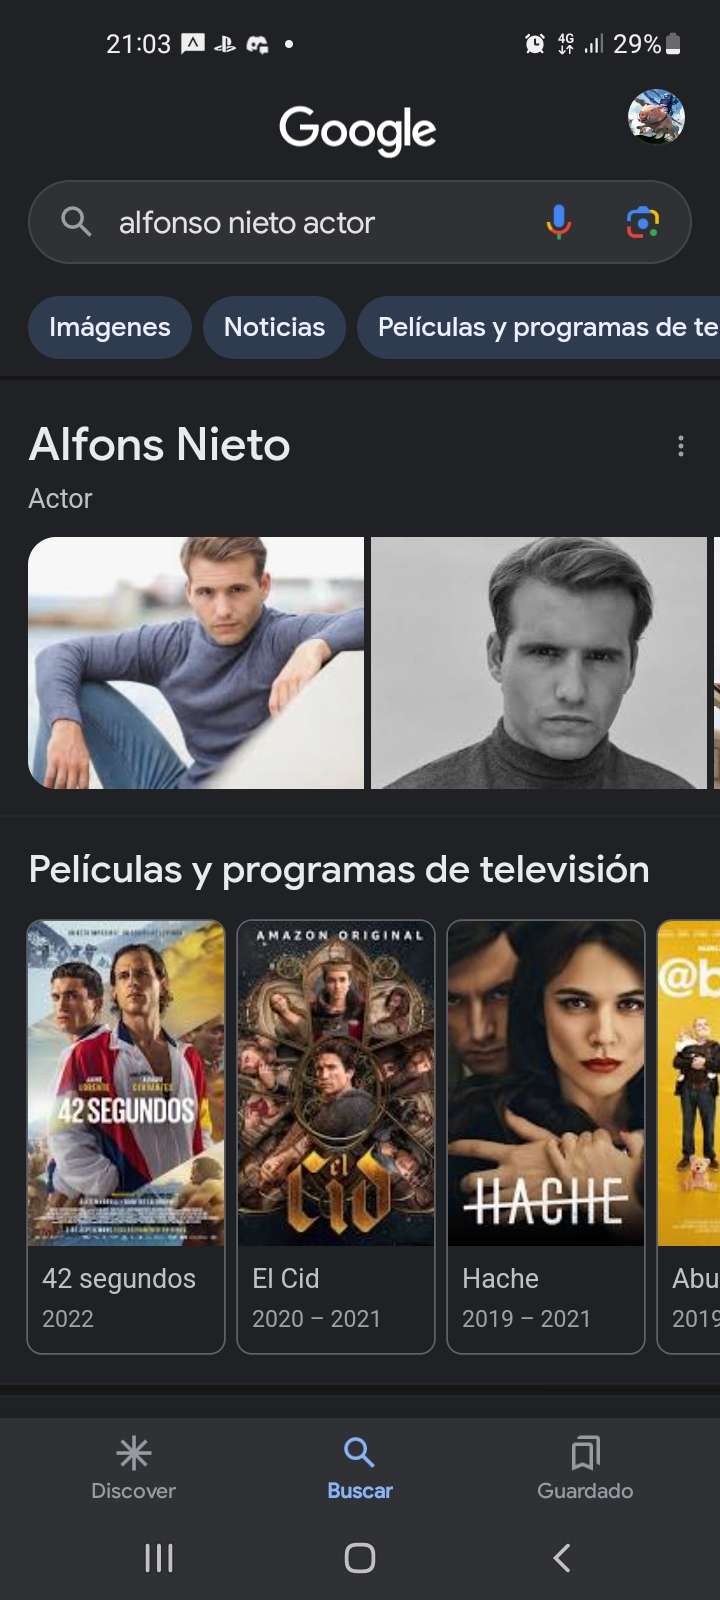 21:03
4G
29%
Google
alfonso nieto actor
Imágenes Noticias Películas y programas de te
Alfons Nieto
Actor
Películas y programas de televisión
42 SEGUNDOS
AMAZON ORIGINAL
el Cid
HACHE
@b
42 segundos
2022
El Cid
2020 – 2021
Hache
2019 – 2021
Abu
2019
Discover Buscar Guardado